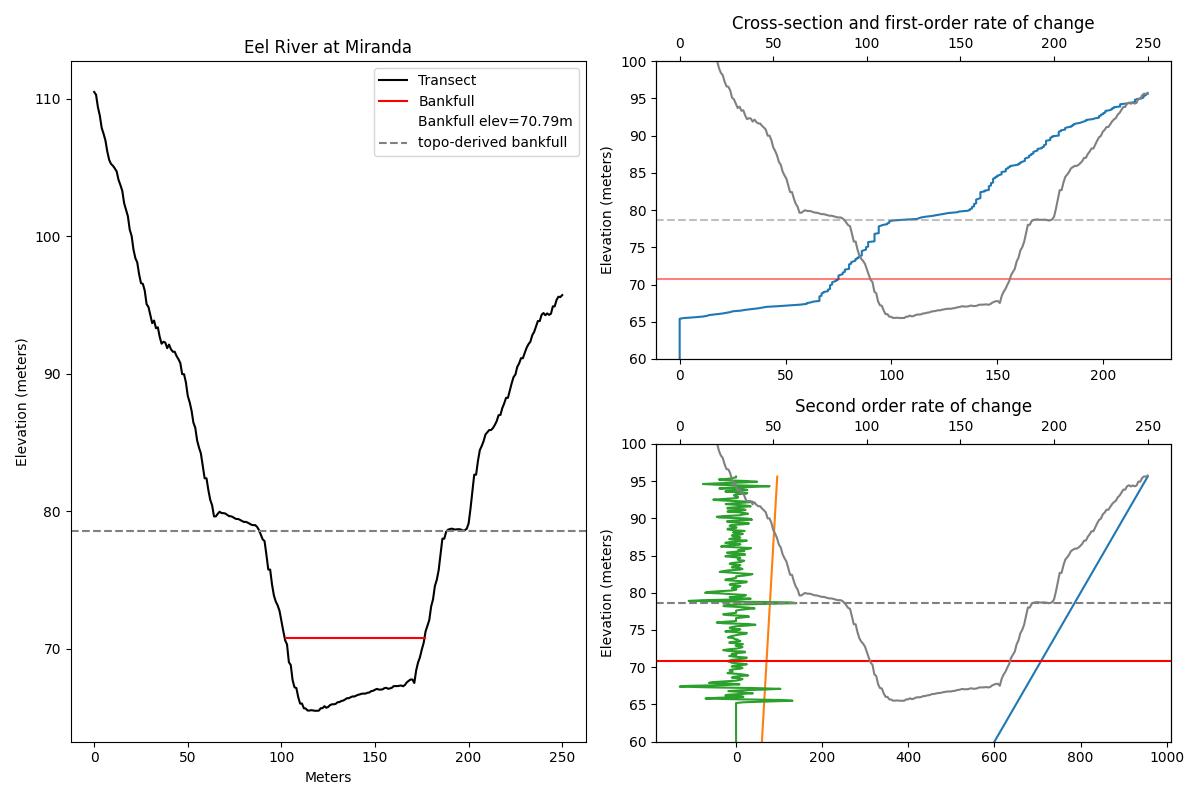 Eel River at Miranda
Transect
Bankfull
Bankfull elev=70.79m
topo-derived bankfull
Elevation (meters)
110
100
90
80
70
0 50 100 150 200 250
Meters
Cross-section and first-order rate of change
0 50 100 150 200 250
Elevation (meters)
100
95
90
85
80
75
70
65
60
0 50 100 150 200
Second order rate of change
0 50 100 150 200 250
Elevation (meters)
100
95
90
85
80
75
70
65
60
0 200 400 600 800 1000